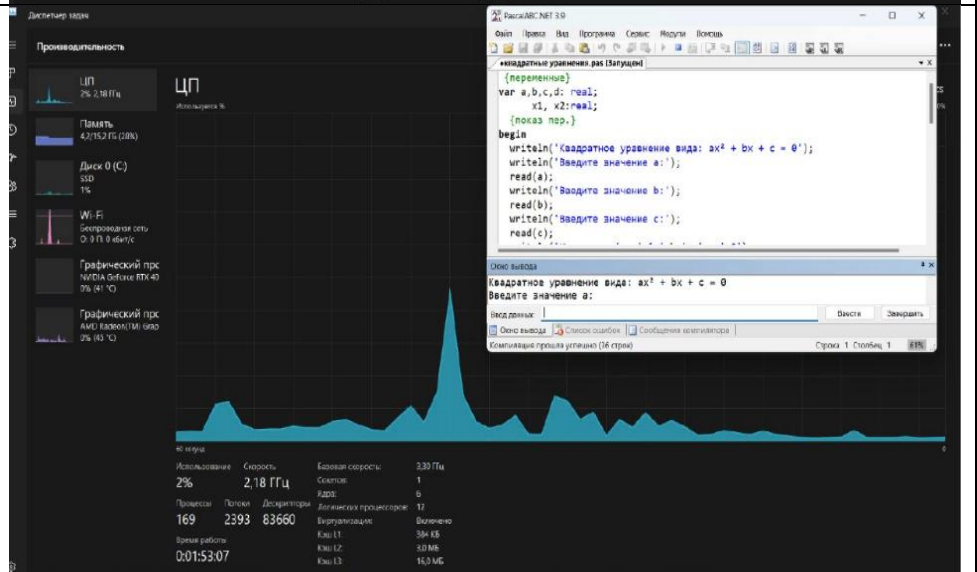 Диспетчер задач
Производительность
ЦП
2% 2,18 ГГц
Память
4,2/15,2 ГБ (28%)
Диск 0 (C:)
SSD
1%
Wi-Fi
Беспроводная сеть
О: 0 П: 0 кбит/с
Графический прс
NVIDIA GeForce RTX 40
0% (41 °C)
Графический прс
AMD Radeon(TM) Grap
0% (45 °C)
ЦП
Используется %
60 секунд
0
Использование Скорость
2% 2,18 ГГц
Процессы Потоки Дескрипторы
169 2393 83660
Время работы
0:01:53:07
Базовая скорость: 3,30 ГГц
Сокетов: 1
Ядра: 6
Логических процессоров: 12
Виртуализация: Включено
Кэш L1: 384 КБ
Кэш L2: 3,0 МБ
Кэш L3: 16,0 МБ
PascalABC.NET 3.9
Файл Правка Вид Программа Сервис Модули Помощь
•квадратные уравнения.pas [Запущен]
{переменные}
var a,b,c,d: real;
x1, x2:real;
{показ пер.}
begin
writeln('Квадратное уравнение вида: ax² + bx + c = 0');
writeln('Введите значение a:');
read(a);
writeln('Введите значение b:');
read(b);
writeln('Введите значение c:');
read(c);
Окно вывода
Квадратное уравнение вида: ax² + bx + c = 0
Введите значение a:
Ввод данных: Ввести Завершить
Окно вывода Список ошибок Сообщения компилятора
Компиляция прошла успешно (36 строк) Строка 1 Столбец 1 61%